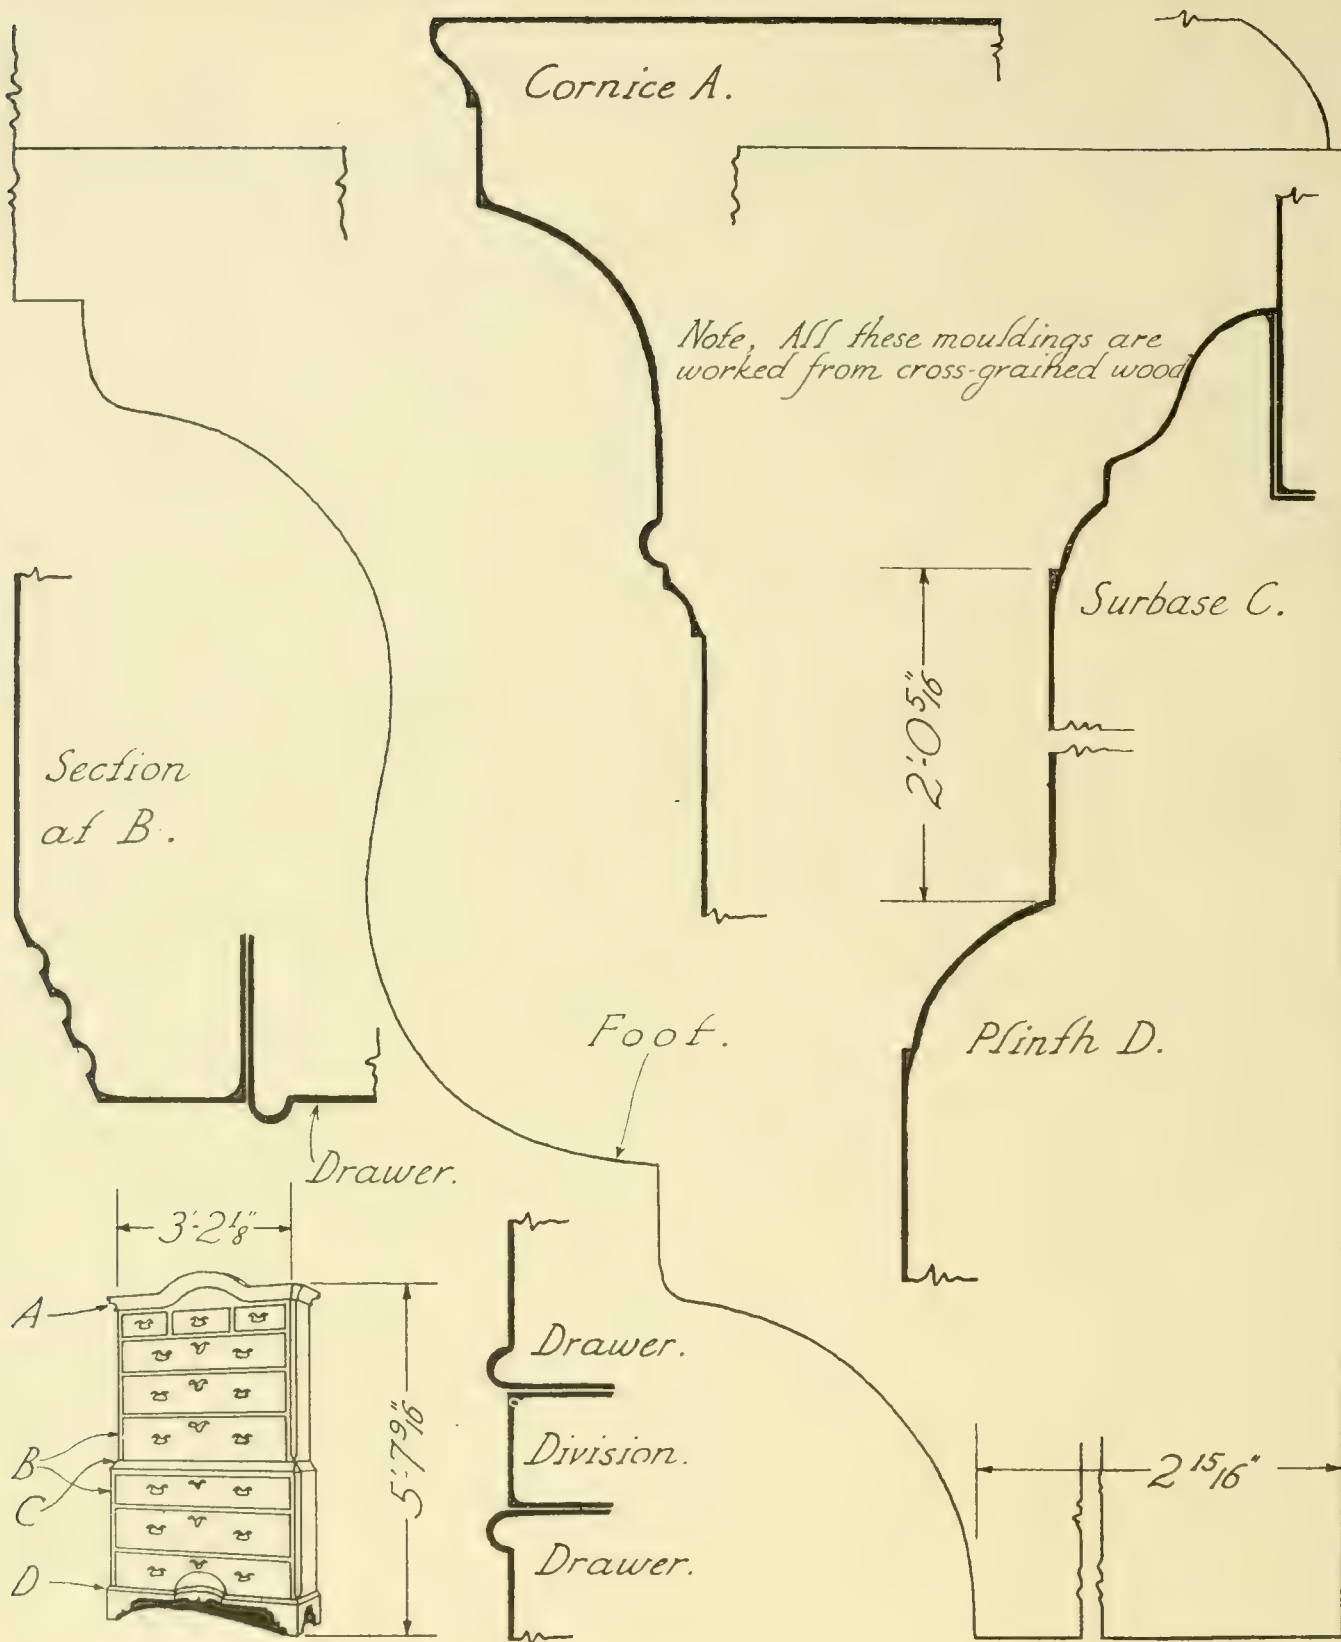 Cornice A.
Note, All these mouldings are
worked from cross-grained wood
Surbase C.
2'-0 5/16"
Section
at B.
Foot.
Plinth D.
Drawer.
3'-2 1/8"
A
B
C
D
5'-7 9/16"
Drawer.
Division.
Drawer.
2 15/16"